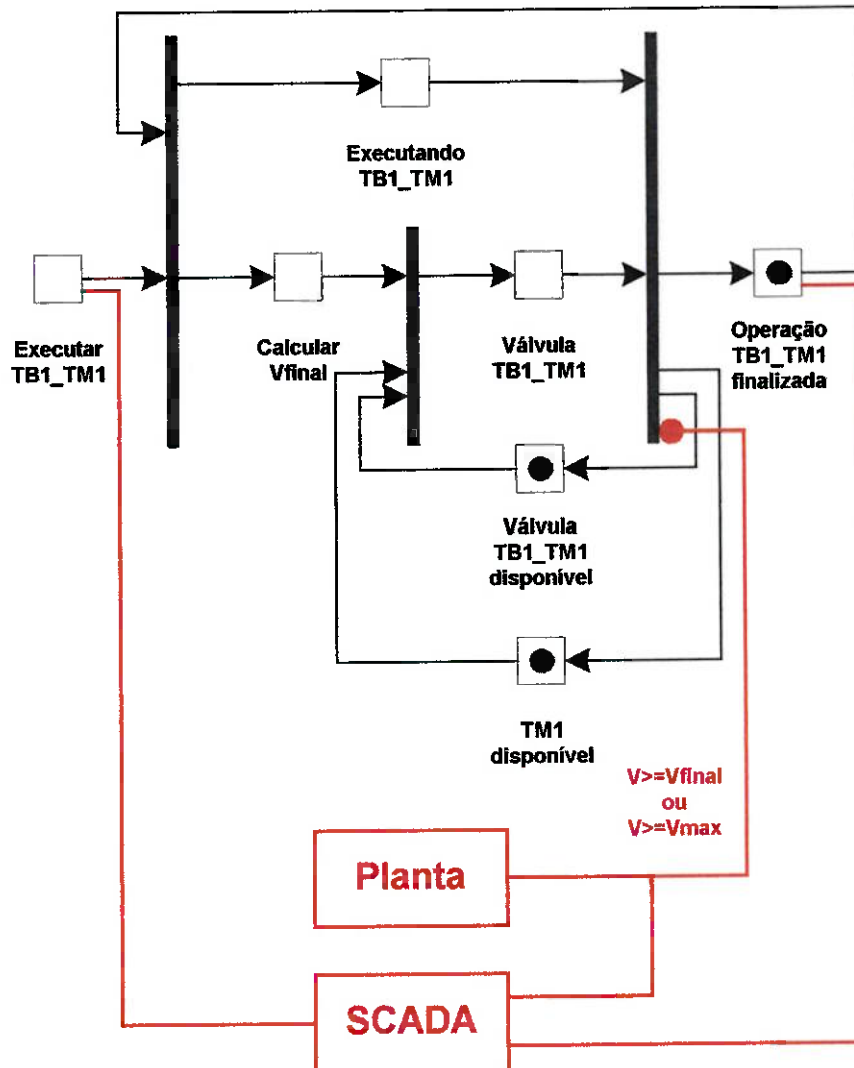 Executando
TB1_TM1
Executar
TB1_TM1
Calcular
Vfinal
Válvula
TB1_TM1
Operação
TB1_TM1
finalizada
Válvula
TB1_TM1
disponível
TM1
disponível
V>=Vfinal
ou
V>=Vmax
Planta
SCADA